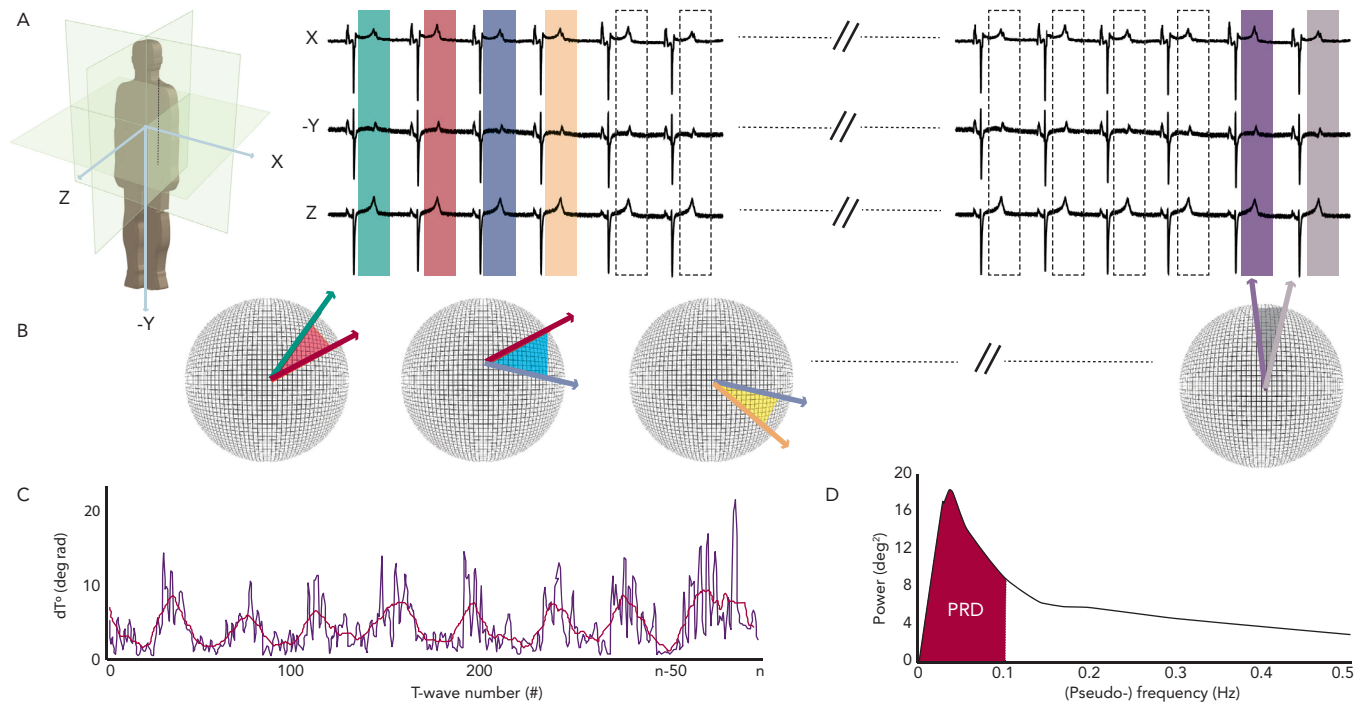 A
X
-Y
Z
X
Z
-Y
B
C
20
10
0
dT° (deg rad)
0
100
200
n-50
n
T-wave number (#)
D
20
16
12
8
4
0
Power (deg²)
PRD
0
0.1
0.2
0.3
0.4
0.5
(Pseudo-) frequency (Hz)